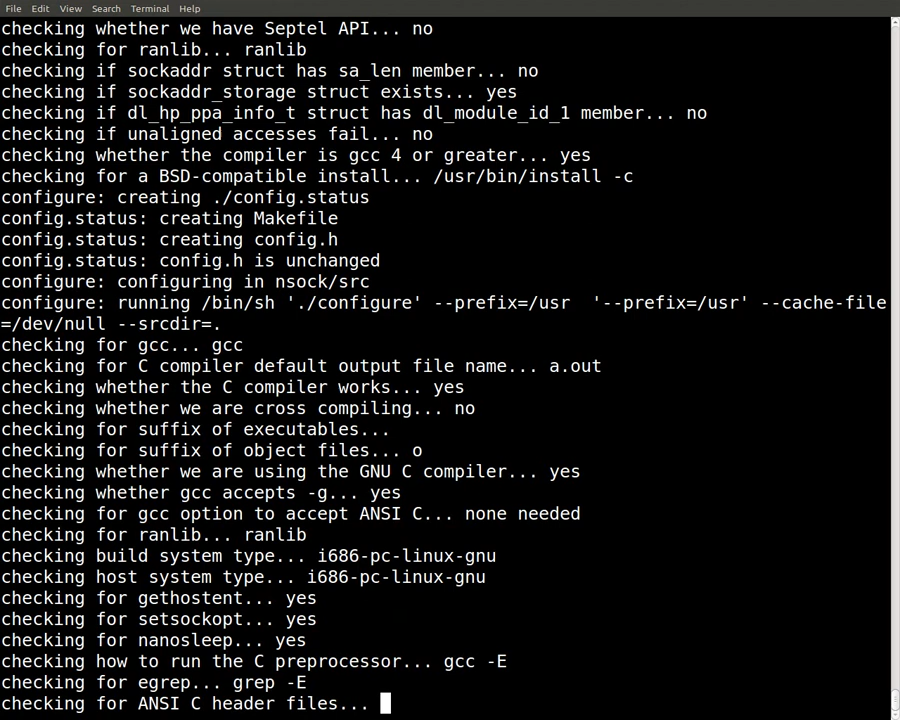 File Edit View Search Terminal Help
checking whether we have Septel API... no
checking for ranlib... ranlib
checking if sockaddr struct has sa_len member... no
checking if sockaddr_storage struct exists... yes
checking if dl_hp_ppa_info_t struct has dl_module_id_1 member... no
checking if unaligned accesses fail... no
checking whether the compiler is gcc 4 or greater... yes
checking for a BSD-compatible install... /usr/bin/install -c
configure: creating ./config.status
config.status: creating Makefile
config.status: creating config.h
config.status: config.h is unchanged
configure: configuring in nsock/src
configure: running /bin/sh './configure' --prefix=/usr  '--prefix=/usr' --cache-file
=/dev/null --srcdir=.
checking for gcc... gcc
checking for C compiler default output file name... a.out
checking whether the C compiler works... yes
checking whether we are cross compiling... no
checking for suffix of executables...
checking for suffix of object files... o
checking whether we are using the GNU C compiler... yes
checking whether gcc accepts -g... yes
checking for gcc option to accept ANSI C... none needed
checking for ranlib... ranlib
checking build system type... i686-pc-linux-gnu
checking host system type... i686-pc-linux-gnu
checking for gethostent... yes
checking for setsockopt... yes
checking for nanosleep... yes
checking how to run the C preprocessor... gcc -E
checking for egrep... grep -E
checking for ANSI C header files...